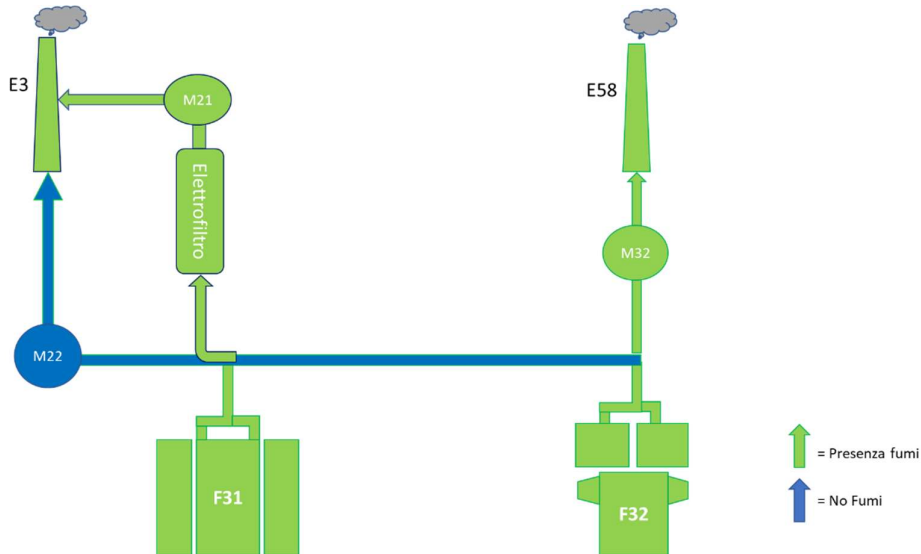 E3
M21
E58
Elettrofiltro
M32
M22
F31
F32
= Presenza fumi
= No Fumi